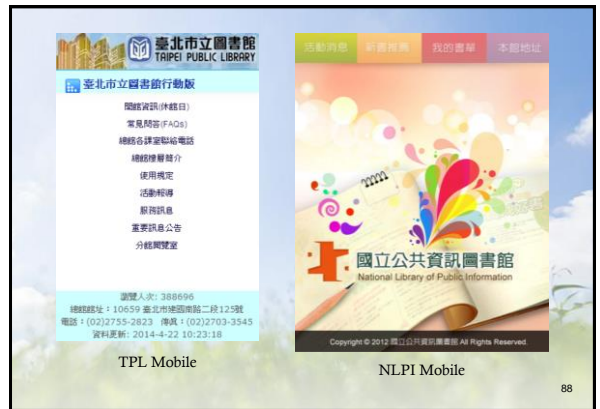 臺北市立圖書館
TAIPEI PUBLIC LIBRARY
臺北市立圖書館行動版
開館資訊(休館日)
常見問答(FAQs)
總館各課室聯絡電話
總館樓層簡介
使用規定
活動報導
服務訊息
重要訊息公告
分館閱覽室
瀏覽人次: 388696
總館館址：10659 臺北市建國南路二段125號
電話：(02)2755-2823 傳真：(02)2703-3545
資料更新: 2014-4-22 10:23:18
TPL Mobile
活動消息 新書推薦 我的書單 本館地址
國立公共資訊圖書館
National Library of Public Information
Copyright © 2012 國立公共資訊圖書館 All Rights Reserved.
NLPI Mobile
88